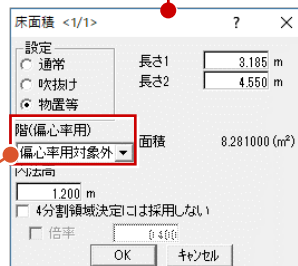 床面積 <1/1> ? ×
設定
通常
吹抜け
物置等
長さ1 3.185 m
長さ2 4.550 m
階(偏心率用)
偏心率用対象外
面積 8.281000 (m²)
内法高
1.200 m
4分割領域決定には採用しない
倍率 0.400
OK キャンセル